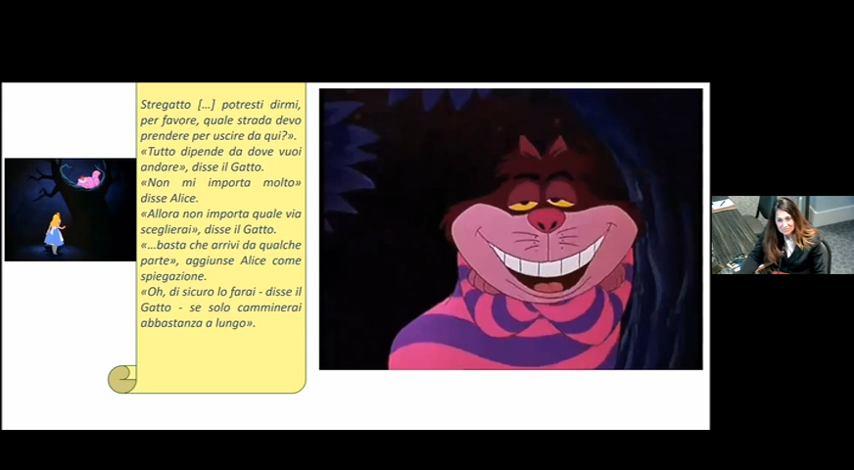 Stregatto […] potresti dirmi,
per favore, quale strada devo
prendere per uscire da qui?».
«Tutto dipende da dove vuoi
andare», disse il Gatto.
«Non mi importa molto»
disse Alice.
«Allora non importa quale via
sceglierai», disse il Gatto.
«…basta che arrivi da qualche
parte», aggiunse Alice come
spiegazione.
«Oh, di sicuro lo farai - disse il
Gatto - se solo camminerai
abbastanza a lungo».